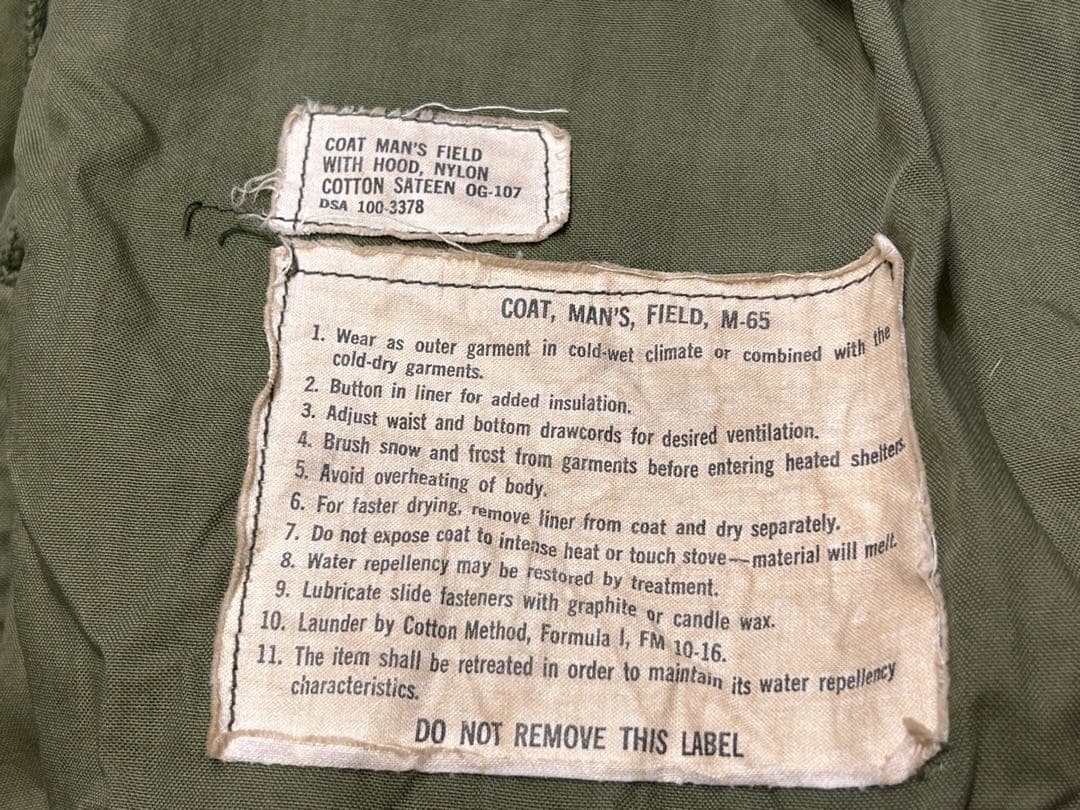 COAT MAN'S FIELD
WITH HOOD, NYLON
COTTON SATEEN OG-107
DSA 100-3378
COAT, MAN'S, FIELD, M-65
1. Wear as outer garment in cold-wet climate or combined with the
cold-dry garments.
2. Button in liner for added insulation.
3. Adjust waist and bottom drawcords for desired ventilation.
4. Brush snow and frost from garments before entering heated shelters.
5. Avoid overheating of body.
6. For faster drying, remove liner from coat and dry separately.
7. Do not expose coat to intense heat or touch stove—material will melt.
8. Water repellency may be restored by treatment.
9. Lubricate slide fasteners with graphite or candle wax.
10. Launder by Cotton Method, Formula I, FM 10-16.
11. The item shall be retreated in order to maintain its water repellency
characteristics.
DO NOT REMOVE THIS LABEL